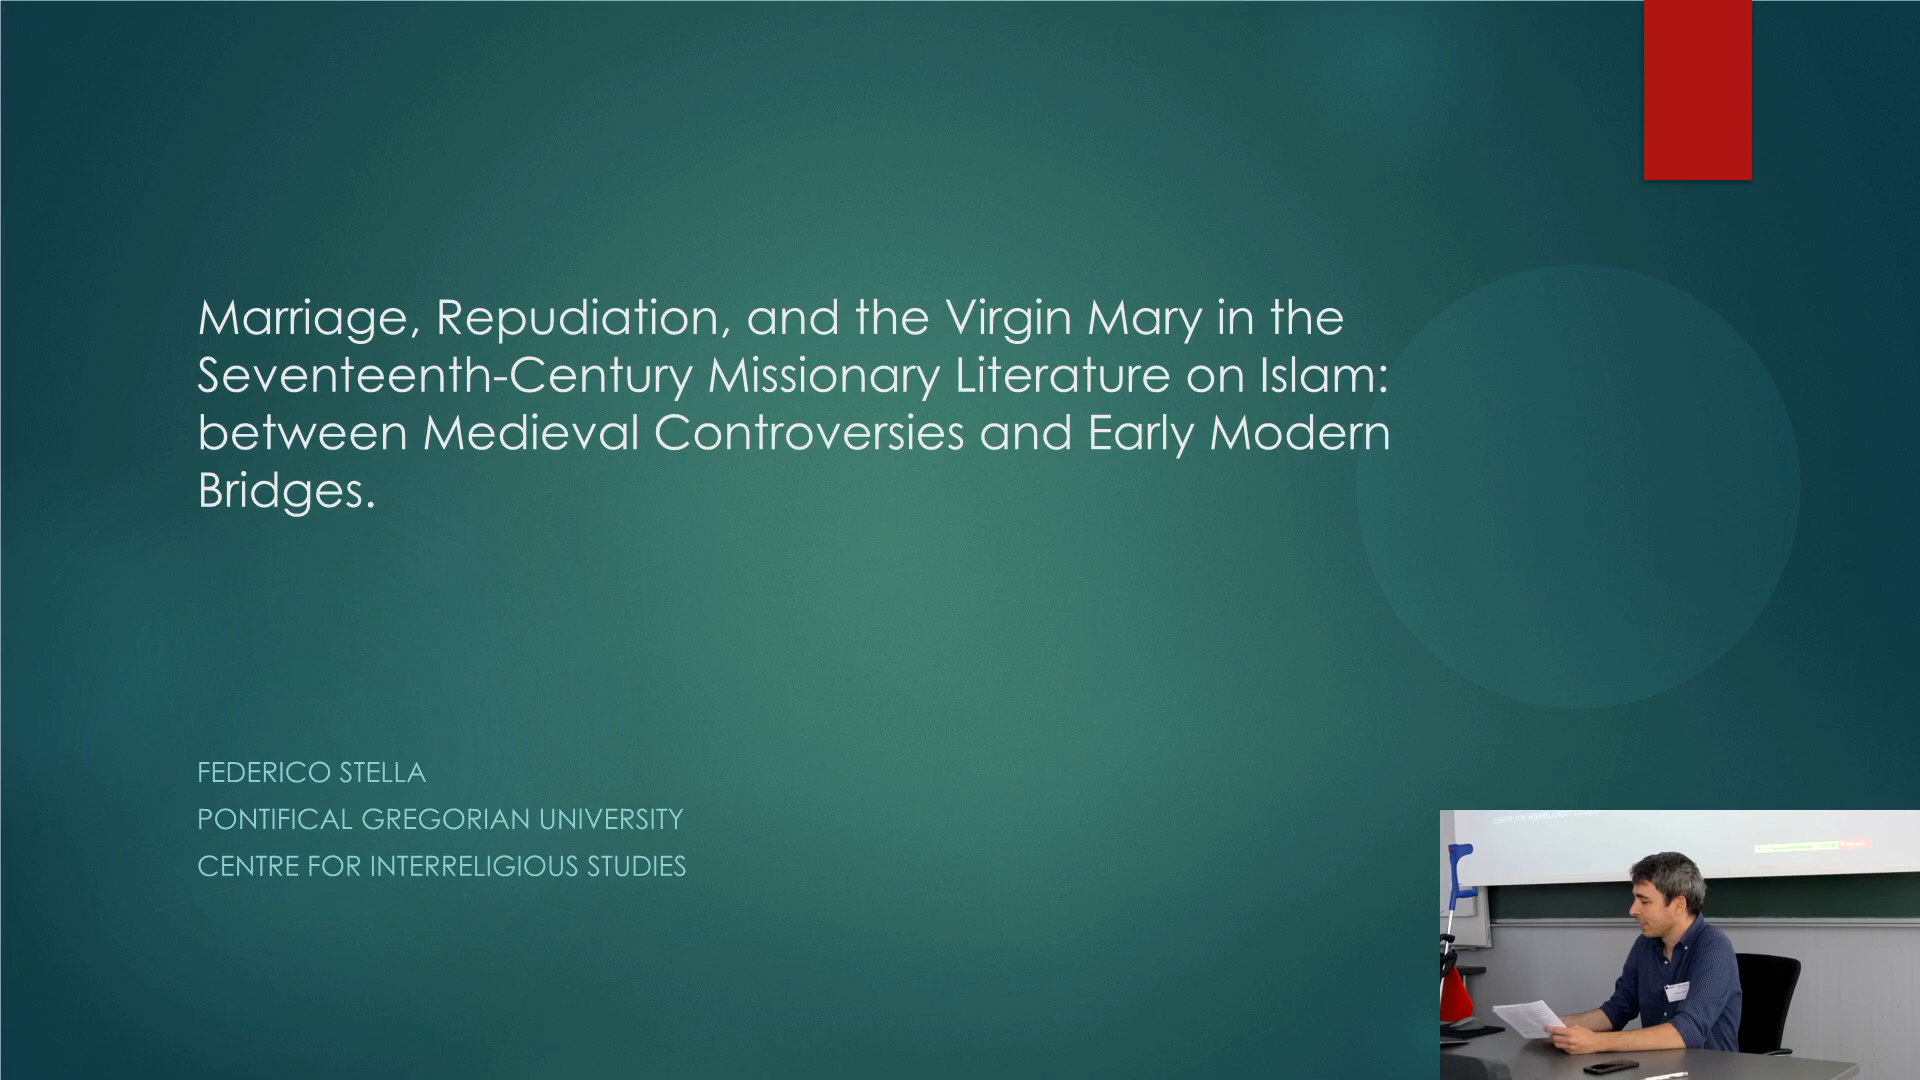 Marriage, Repudiation, and the Virgin Mary in the
Seventeenth-Century Missionary Literature on Islam:
between Medieval Controversies and Early Modern
Bridges.
FEDERICO STELLA
PONTIFICAL GREGORIAN UNIVERSITY
CENTRE FOR INTERRELIGIOUS STUDIES